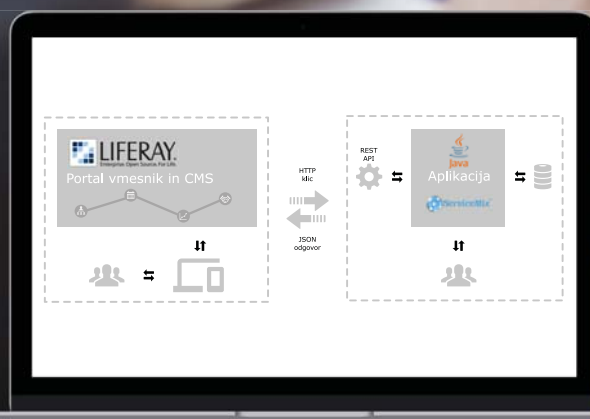 LIFERAY.
Enterprise. Open Source. For Life.
Portal vmesnik in CMS
HTTP
klic
JSON
odgovor
REST
API
Java
Aplikacija
ServiceMix